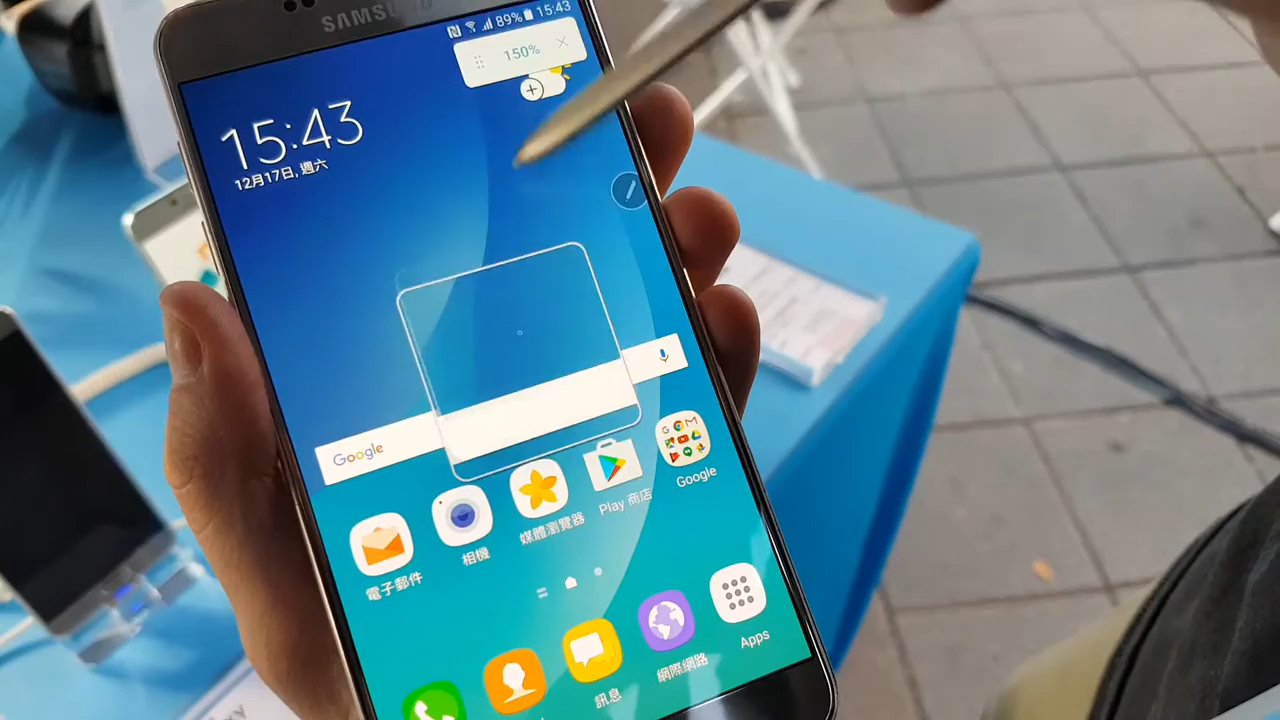 SAMSUNG
89% 15:43
150%
15:43
12月17日, 週六
Google
電子郵件
相機
媒體瀏覽器
Play 商店
Google
訊息
網際網路
Apps